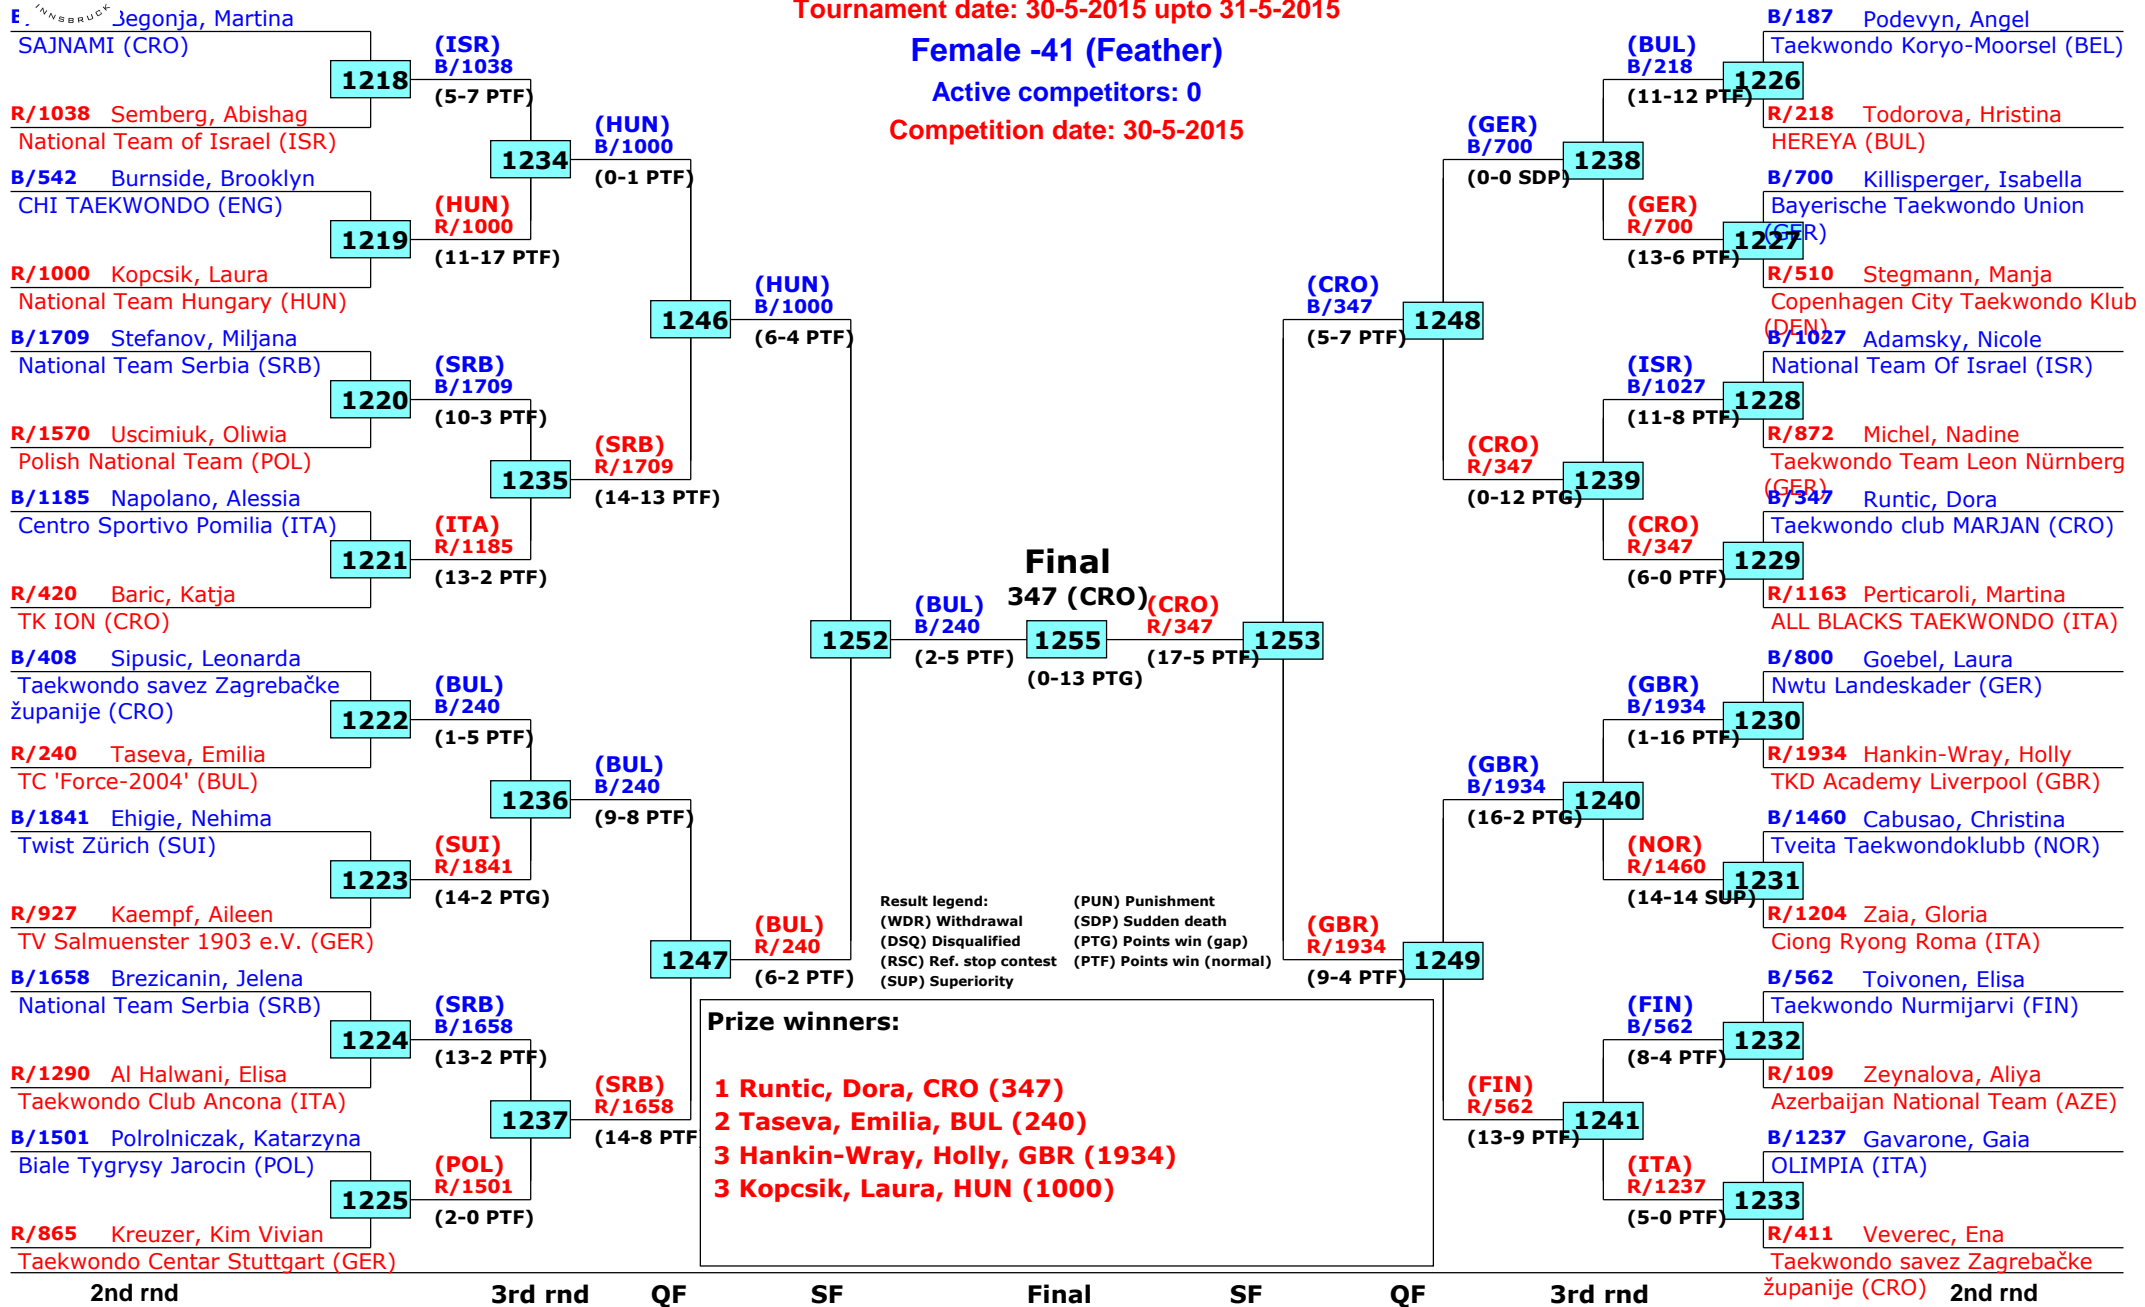 INNSBRUCK
Begonja, Martina
SAJNAMI (CRO)
R/1038 Semberg, Abishag
National Team of Israel (ISR)
B/542 Burnside, Brooklyn
CHI TAEKWONDO (ENG)
R/1000 Kopcsik, Laura
National Team Hungary (HUN)
B/1709 Stefanov, Miljana
National Team Serbia (SRB)
R/1570 Uscimiuk, Oliwia
Polish National Team (POL)
B/1185 Napolano, Alessia
Centro Sportivo Pomilia (ITA)
R/420 Baric, Katja
TK ION (CRO)
B/408 Sipusic, Leonarda
Taekwondo savez Zagrebačke
županije (CRO)
R/240 Taseva, Emilia
TC 'Force-2004' (BUL)
B/1841 Ehigie, Nehima
Twist Zürich (SUI)
R/927 Kaempf, Aileen
TV Salmuenster 1903 e.V. (GER)
B/1658 Brezicanin, Jelena
National Team Serbia (SRB)
R/1290 Al Halwani, Elisa
Taekwondo Club Ancona (ITA)
B/1501 Polrolniczak, Katarzyna
Biale Tygrysy Jarocin (POL)
R/865 Kreuzer, Kim Vivian
Taekwondo Centar Stuttgart (GER)
1218
1219
1220
1221
1222
1223
1224
1225
(ISR)
B/1038
(5-7 PTF)
(HUN)
R/1000
(11-17 PTF)
(SRB)
B/1709
(10-3 PTF)
(ITA)
R/1185
(13-2 PTF)
(BUL)
B/240
(1-5 PTF)
(SUI)
R/1841
(14-2 PTG)
(SRB)
B/1658
(13-2 PTF)
(POL)
R/1501
(2-0 PTF)
1234
1235
1236
1237
(HUN)
B/1000
(0-1 PTF)
(SRB)
R/1709
(14-13 PTF)
(BUL)
B/240
(9-8 PTF)
(SRB)
R/1658
(14-8 PTF
1246
1247
(HUN)
B/1000
(6-4 PTF)
(BUL)
R/240
(6-2 PTF)
1252
(BUL)
B/240
(2-5 PTF)
Tournament date: 30-5-2015 upto 31-5-2015
Female -41 (Feather)
Active competitors: 0
Competition date: 30-5-2015
Final
347 (CRO)
1255
(0-13 PTG)
(CRO)
R/347
(17-5 PTF)
1253
Result legend:
(WDR) Withdrawal
(DSQ) Disqualified
(RSC) Ref. stop contest
(SUP) Superiority
(PUN) Punishment
(SDP) Sudden death
(PTG) Points win (gap)
(PTF) Points win (normal)
Prize winners:
1 Runtic, Dora, CRO (347)
2 Taseva, Emilia, BUL (240)
3 Hankin-Wray, Holly, GBR (1934)
3 Kopcsik, Laura, HUN (1000)
(CRO)
B/347
(5-7 PTF)
(GBR)
R/1934
(9-4 PTF)
1248
1249
(GER)
B/700
(0-0 SDP)
(CRO)
R/347
(0-12 PTG)
(GBR)
B/1934
(16-2 PTG)
(FIN)
R/562
(13-9 PTF)
1238
1239
1240
1241
(BUL)
B/218
(11-12 PTF)
(GER)
R/700
(13-6 PTF)
(ISR)
B/1027
(11-8 PTF)
(CRO)
R/347
(6-0 PTF)
(GBR)
B/1934
(1-16 PTF)
(NOR)
R/1460
(14-14 SUP)
(FIN)
B/562
(8-4 PTF)
(ITA)
R/1237
(5-0 PTF)
1226
1227
1228
1229
1230
1231
1232
1233
B/187 Podevyn, Angel
Taekwondo Koryo-Moorsel (BEL)
R/218 Todorova, Hristina
HEREYA (BUL)
B/700 Killisperger, Isabella
Bayerische Taekwondo Union
(GER)
R/510 Stegmann, Manja
Copenhagen City Taekwondo Klub
(DEN)
B/1027 Adamsky, Nicole
National Team Of Israel (ISR)
R/872 Michel, Nadine
Taekwondo Team Leon Nürnberg
(GER)
B/347 Runtic, Dora
Taekwondo club MARJAN (CRO)
R/1163 Perticaroli, Martina
ALL BLACKS TAEKWONDO (ITA)
B/800 Goebel, Laura
Nwtu Landeskader (GER)
R/1934 Hankin-Wray, Holly
TKD Academy Liverpool (GBR)
B/1460 Cabusao, Christina
Tveita Taekwondoklubb (NOR)
R/1204 Zaia, Gloria
Ciong Ryong Roma (ITA)
B/562 Toivonen, Elisa
Taekwondo Nurmijarvi (FIN)
R/109 Zeynalova, Aliya
Azerbaijan National Team (AZE)
B/1237 Gavarone, Gaia
OLIMPIA (ITA)
R/411 Veverec, Ena
Taekwondo savez Zagrebačke
županije (CRO)
2nd rnd 3rd rnd QF SF Final SF QF 3rd rnd 2nd rnd